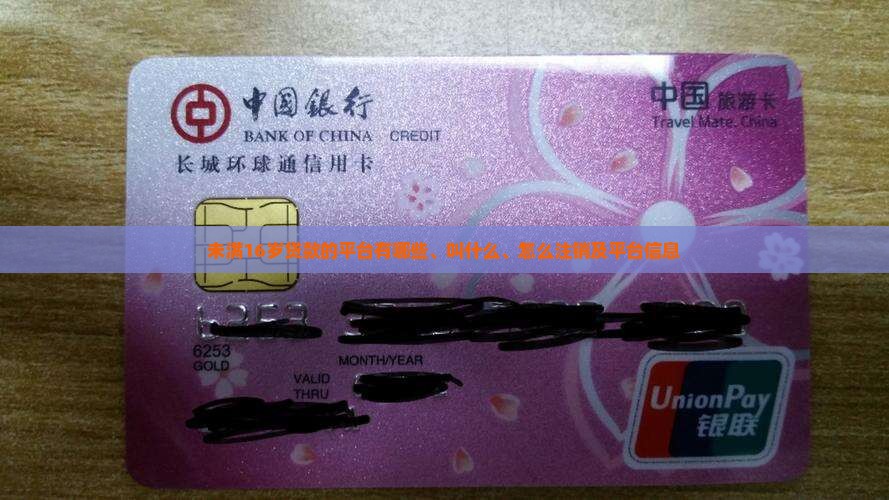 中国银行
BANK OF CHINA CREDIT
长城环球通信用卡
中国 旅游卡
Travel Mate. China
未满16岁贷款的平台有哪些，叫什么，怎么注销及平台信息
6253
6253
GOLD
MONTH/YEAR
VALID
THRU
UnionPay
银联